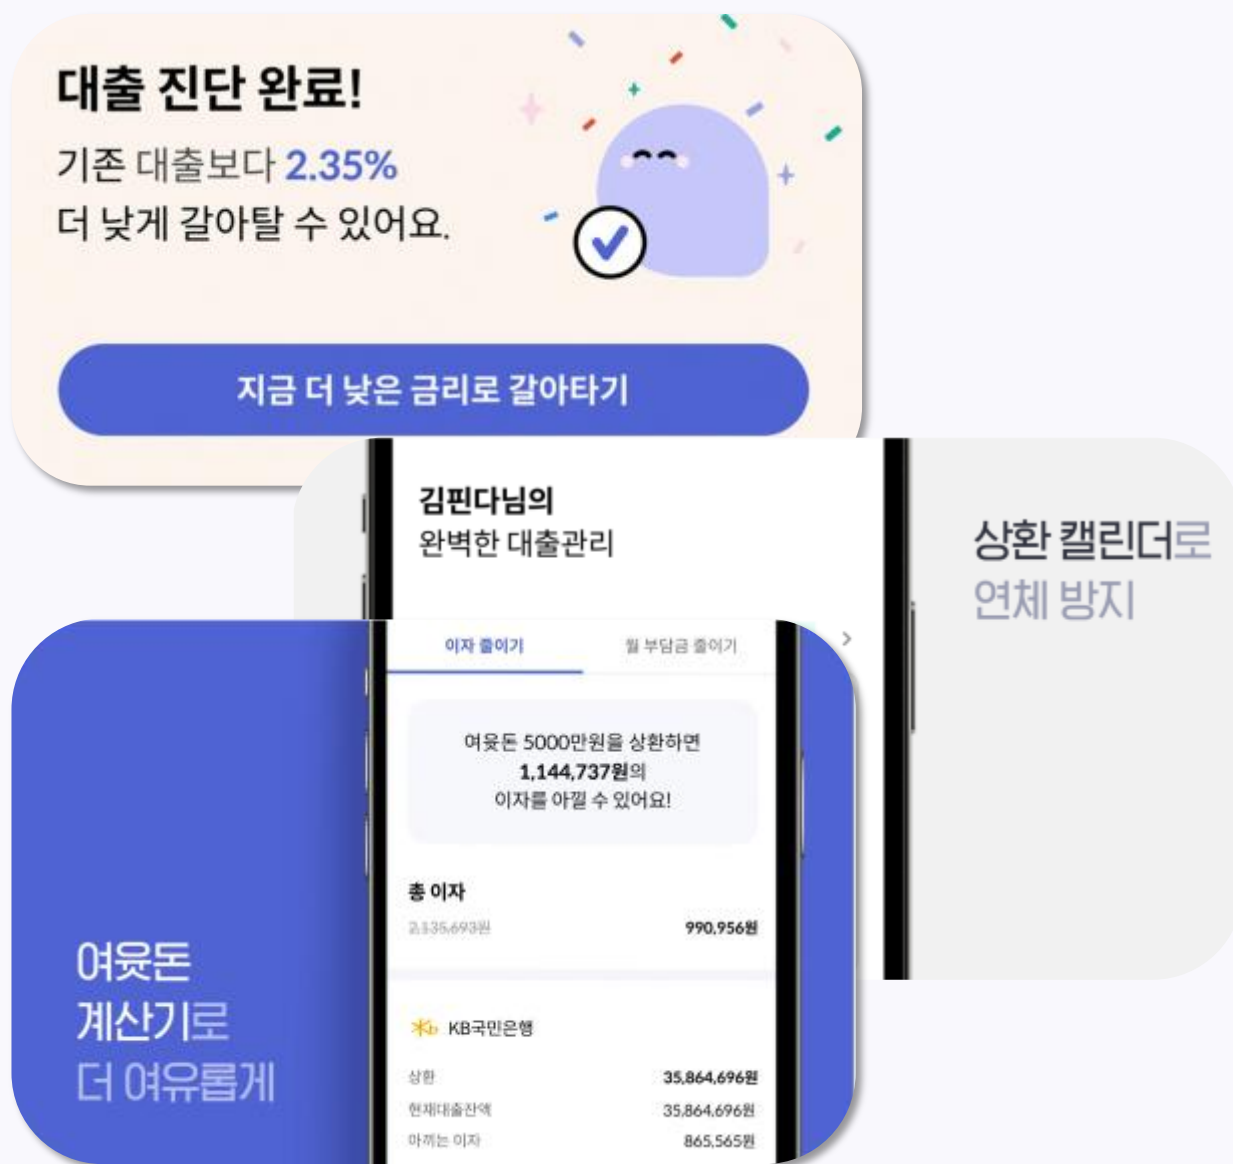 대출 진단 완료!
기존 대출보다 2.35%
더 낮게 갈아탈 수 있어요.
지금 더 낮은 금리로 갈아타기
김핀다님의
완벽한 대출관리
상환 캘린더로
연체 방지
이자 줄이기 월 부담금 줄이기
여윳돈 5000만원을 상환하면
1,144,737원의
이자를 아낄 수 있어요!
총 이자
2,135,693원 990,956원
여윳돈
계산기로
더 여유롭게
KB국민은행
상환 35,864,696원
현재대출잔액 35,864,696원
아끼는 이자 865,565원